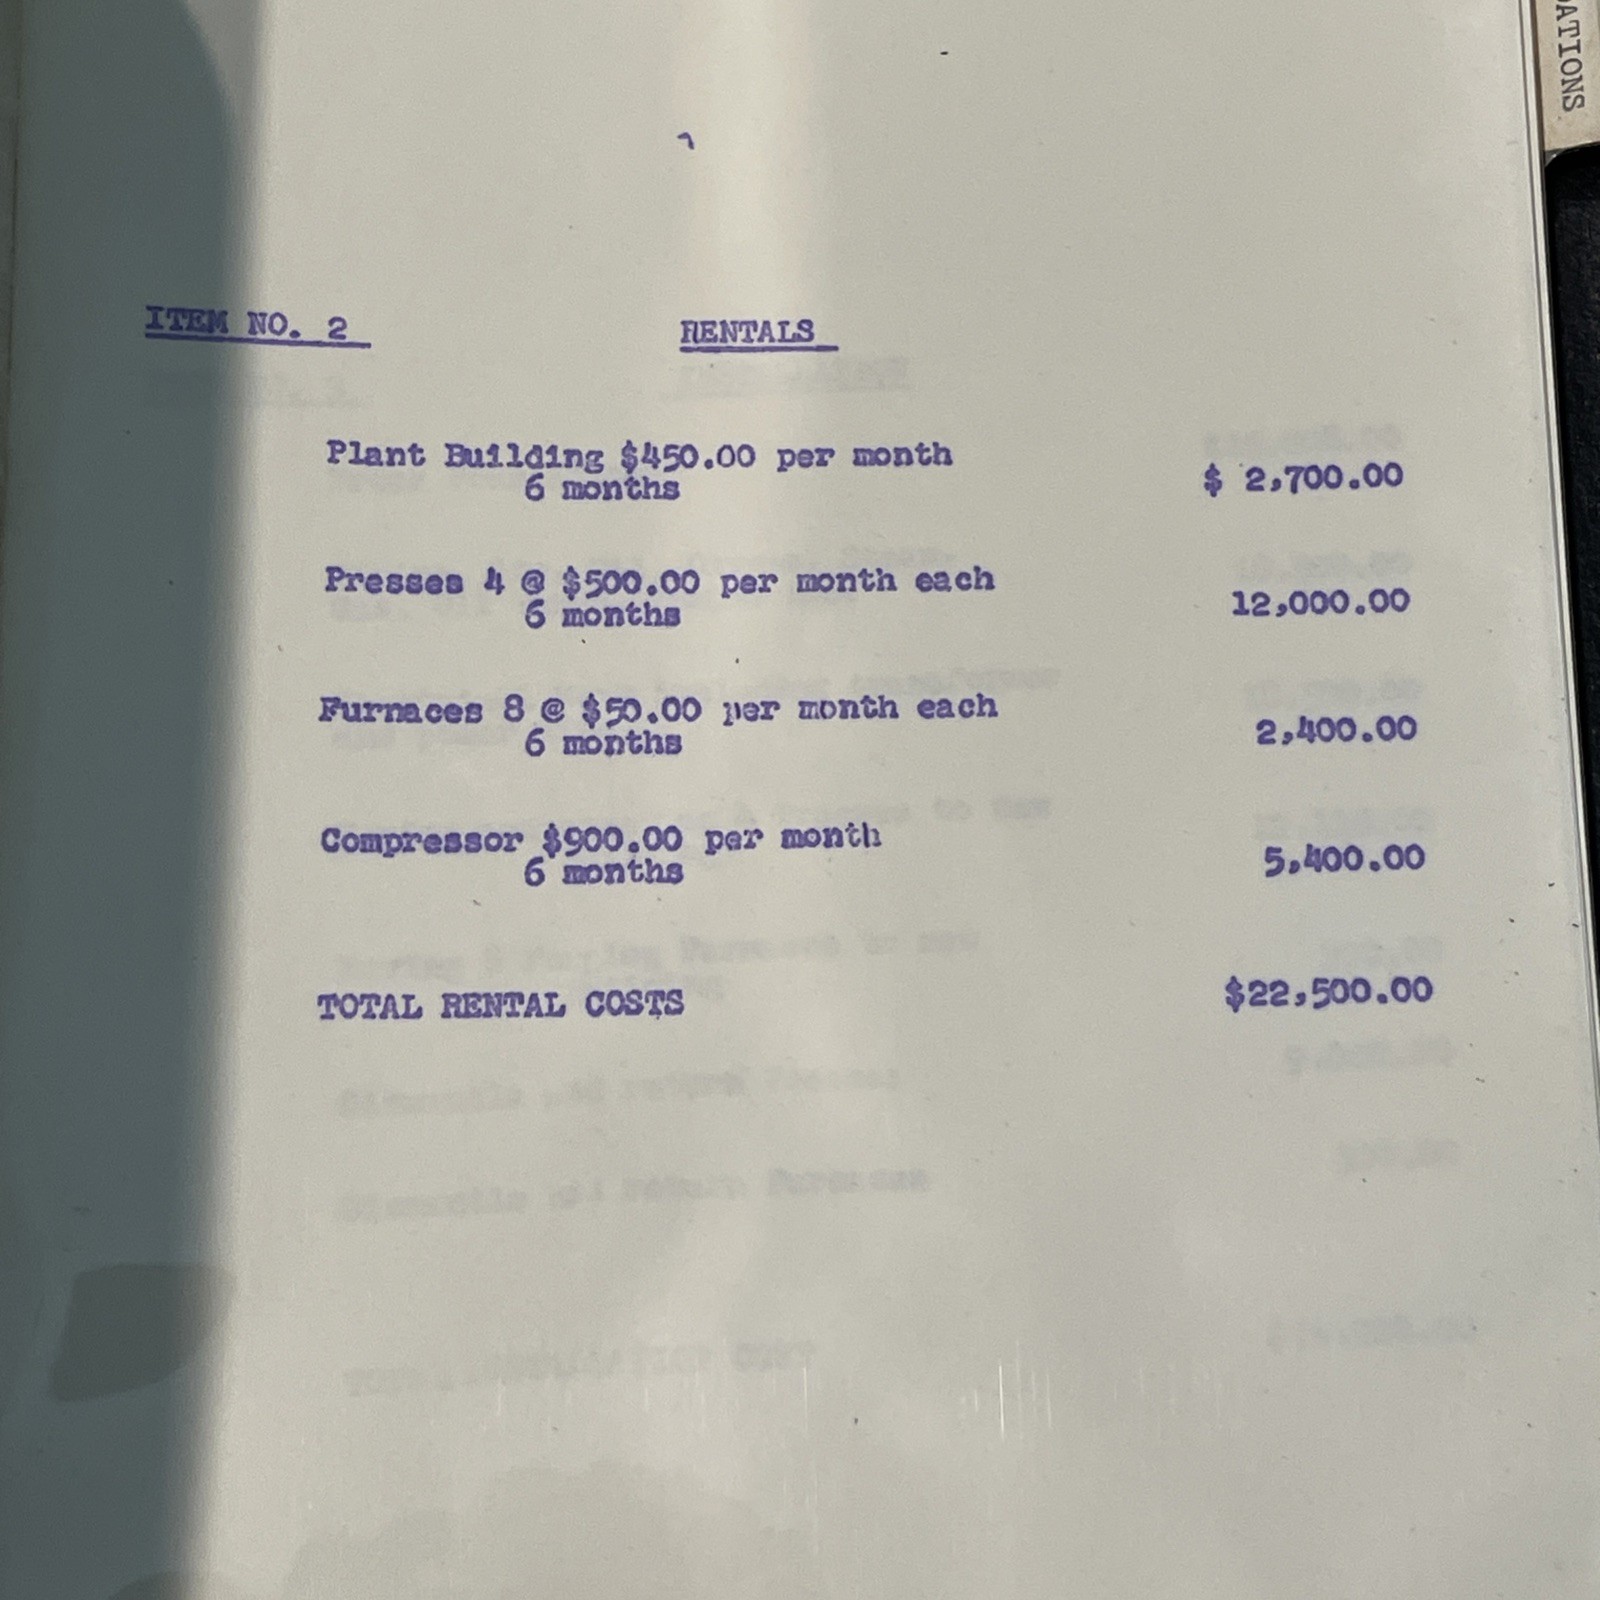 DATIONS
ITEM NO. 2 RENTALS
Plant Building $450.00 per month
6 months $ 2,700.00
Presses 4 @ $500.00 per month each
6 months 12,000.00
Furnaces 8 @ $50.00 per month each
6 months 2,400.00
Compressor $900.00 per month
6 months 5,400.00
TOTAL RENTAL COSTS $22,500.00